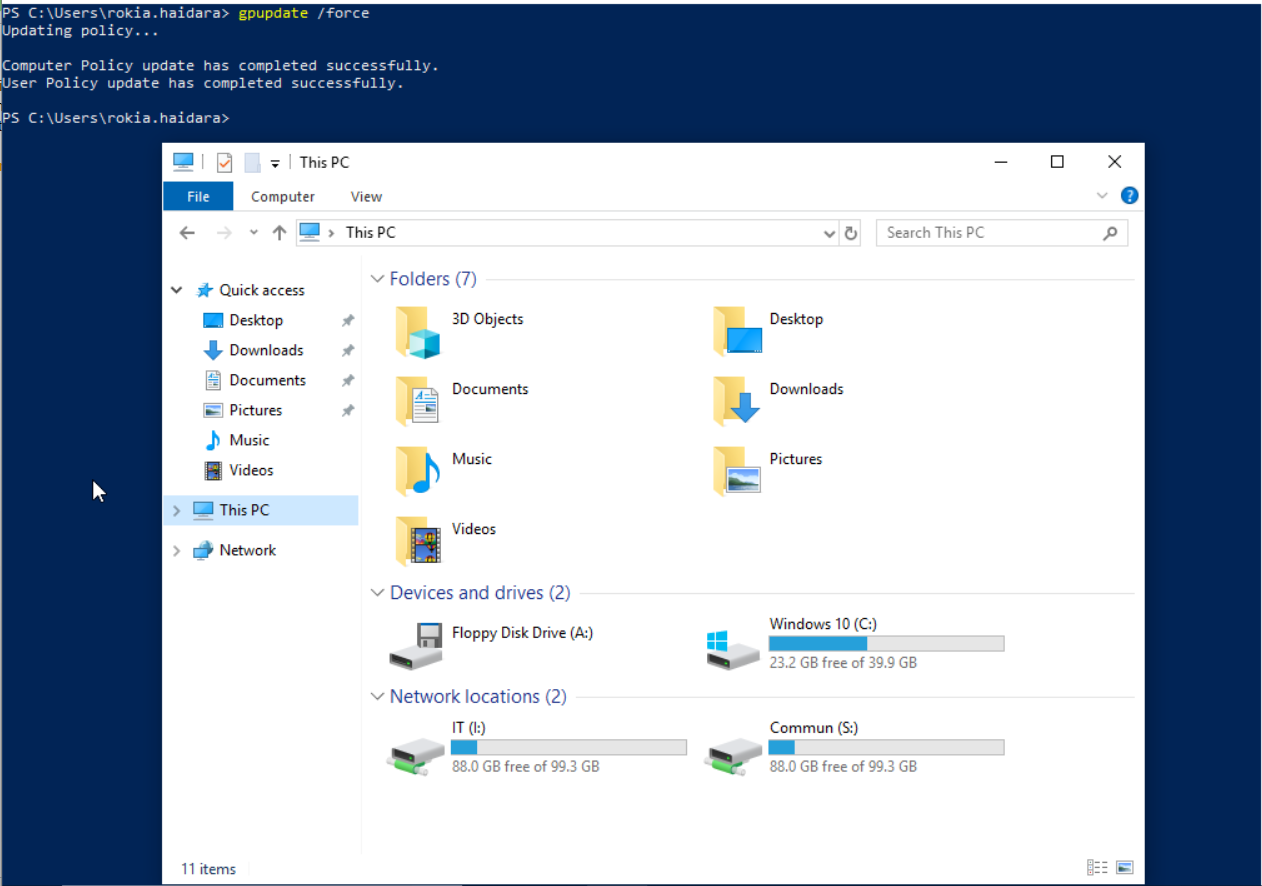 PS C:\Users\rokia.haidara> gpupdate /force
Updating policy...
Computer Policy update has completed successfully.
User Policy update has completed successfully.
PS C:\Users\rokia.haidara>
This PC
File Computer View
This PC
Search This PC
Quick access
Desktop
Downloads
Documents
Pictures
Music
Videos
This PC
Network
Folders (7)
3D Objects
Desktop
Documents
Downloads
Music
Pictures
Videos
Devices and drives (2)
Floppy Disk Drive (A:)
Windows 10 (C:)
23.2 GB free of 39.9 GB
Network locations (2)
IT (I:)
88.0 GB free of 99.3 GB
Commun (S:)
88.0 GB free of 99.3 GB
11 items